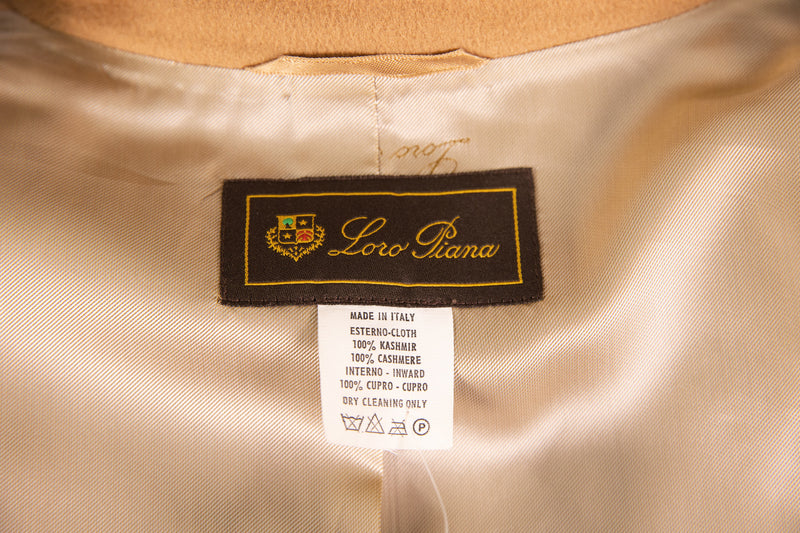 Loro
Loro Piana
MADE IN ITALY
ESTERNO-CLOTH
100% KASHMIR
100% CASHMERE
INTERNO - INWARD
100% CUPRO - CUPRO
DRY CLEANING ONLY
P